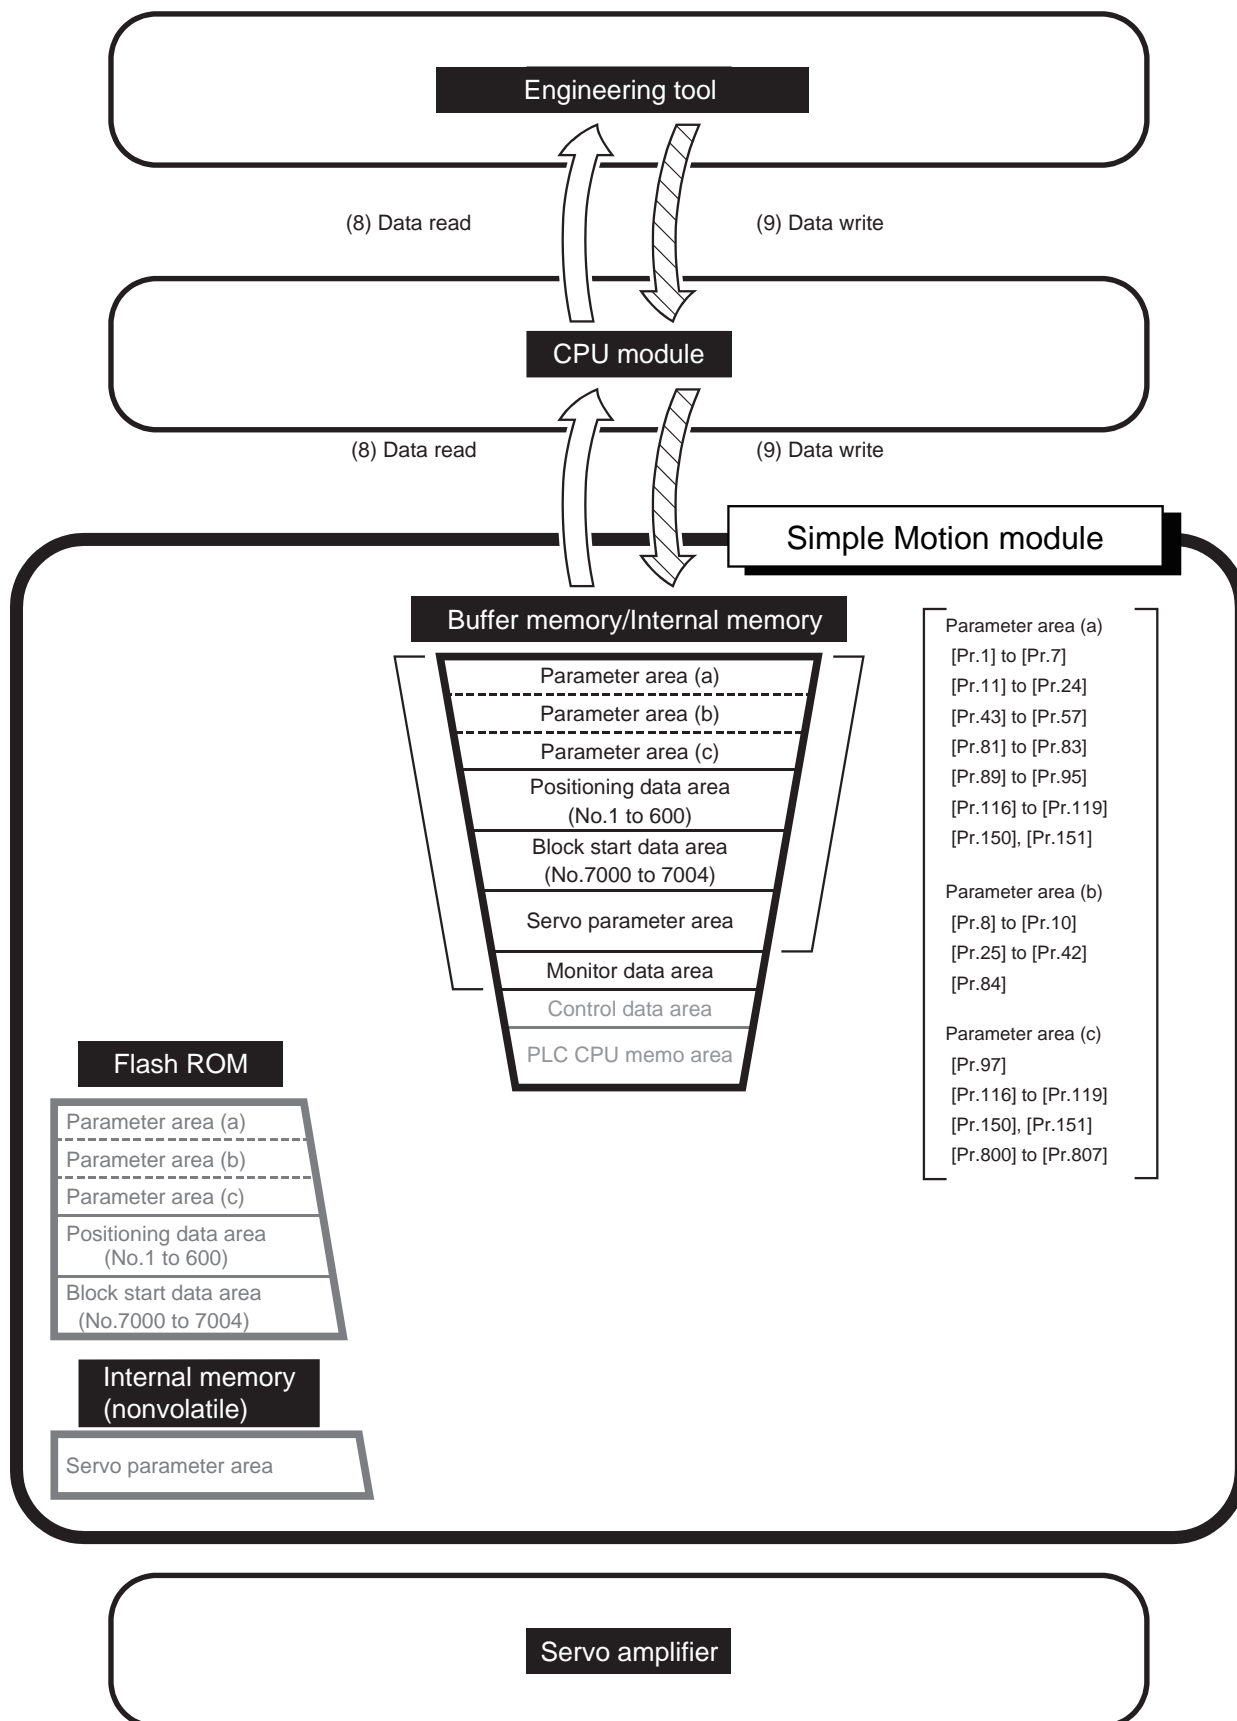 Engineering tool
(8) Data read
(9) Data write
CPU module
(8) Data read
(9) Data write
Simple Motion module
Buffer memory/Internal memory
Parameter area (a)
Parameter area (b)
Parameter area (c)
Positioning data area
(No.1 to 600)
Block start data area
(No.7000 to 7004)
Servo parameter area
Monitor data area
Control data area
PLC CPU memo area
Parameter area (a)
[Pr.1] to [Pr.7]
[Pr.11] to [Pr.24]
[Pr.43] to [Pr.57]
[Pr.81] to [Pr.83]
[Pr.89] to [Pr.95]
[Pr.116] to [Pr.119]
[Pr.150], [Pr.151]
Parameter area (b)
[Pr.8] to [Pr.10]
[Pr.25] to [Pr.42]
[Pr.84]
Parameter area (c)
[Pr.97]
[Pr.116] to [Pr.119]
[Pr.150], [Pr.151]
[Pr.800] to [Pr.807]
Flash ROM
Parameter area (a)
Parameter area (b)
Parameter area (c)
Positioning data area
(No.1 to 600)
Block start data area
(No.7000 to 7004)
Internal memory
(nonvolatile)
Servo parameter area
Servo amplifier